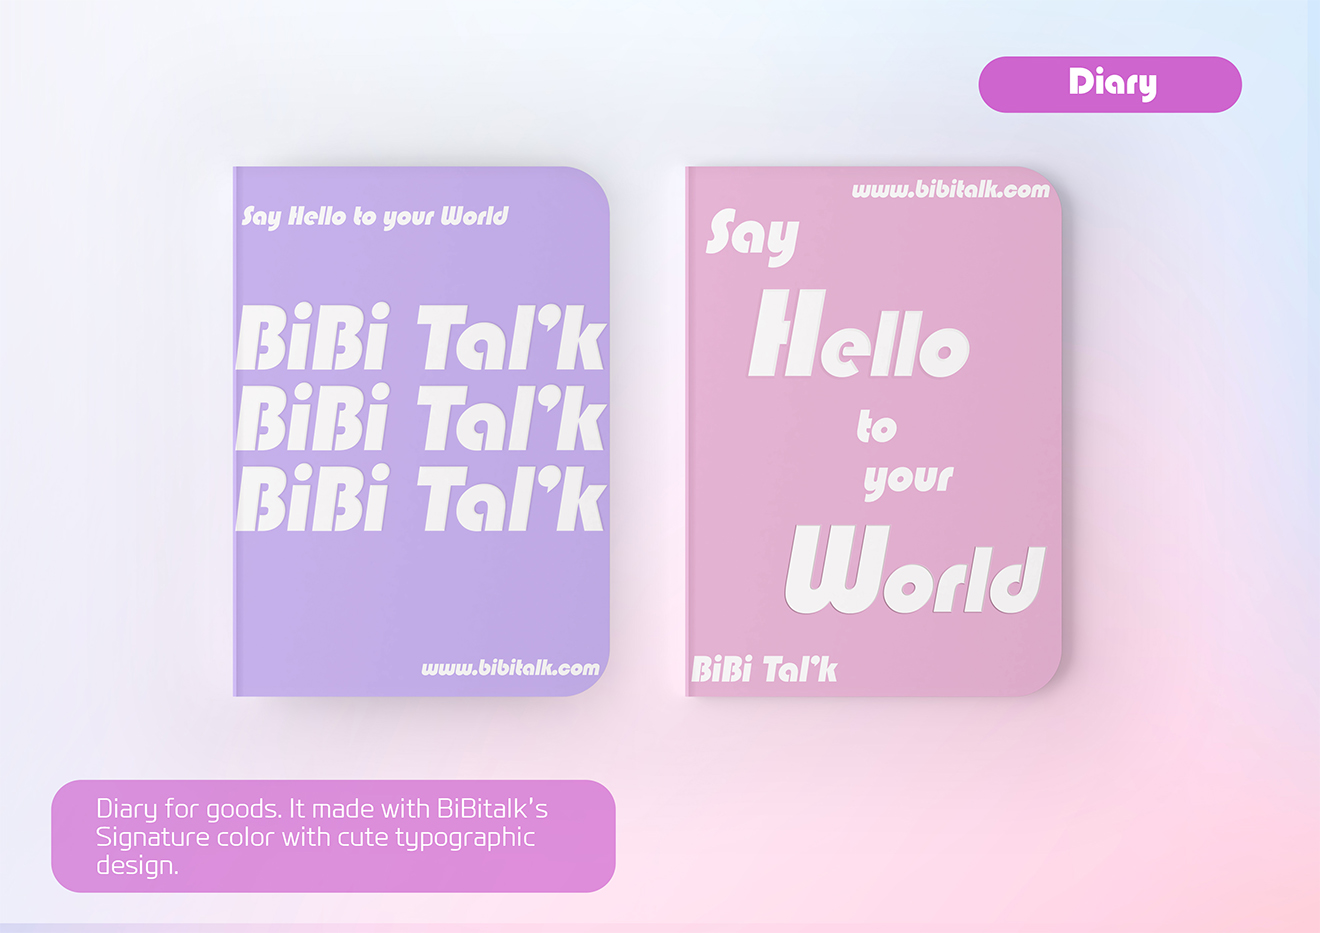 Diary
Say Hello to your World
BiBi Tal'k
BiBi Tal'k
BiBi Tal'k
www.bibitalk.com
www.bibitalk.com
Say
Hello
to
your
World
BiBi Tal'k
Diary for goods. It made with BiBitalk's
Signature color with cute typographic
design.